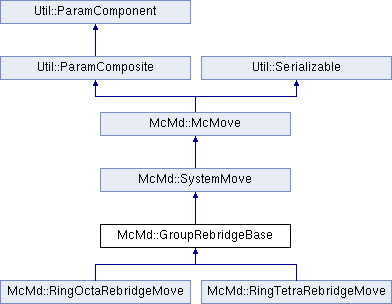 Util::ParamComponent
Util::ParamComposite
Util::Serializable
McMd::McMove
McMd::SystemMove
McMd::GroupRebridgeBase
McMd::RingOctaRebridgeMove
McMd::RingTetraRebridgeMove